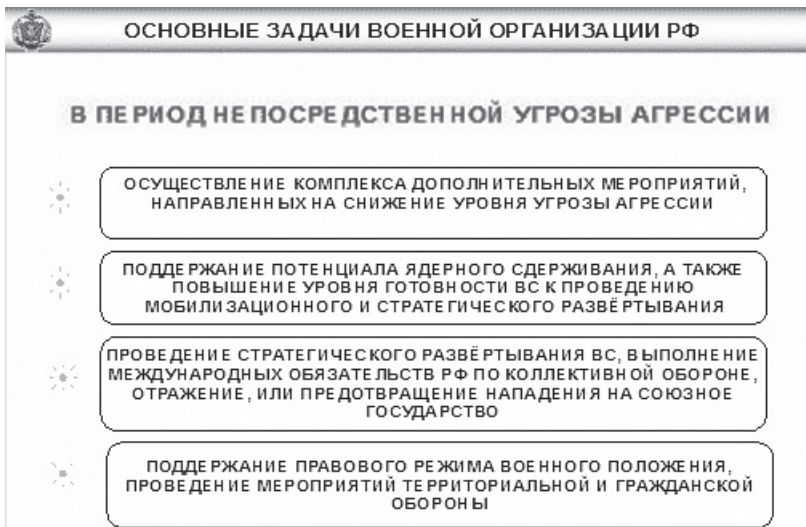 ОСНОВНЫЕ ЗАДАЧИ ВОЕННОЙ ОРГАНИЗАЦИИ РФ
В ПЕРИОД НЕПОСРЕДСТВЕННОЙ УГРОЗЫ АГРЕССИИ
ОСУЩЕСТВЛЕНИЕ КОМПЛЕКСА ДОПОЛНИТЕЛЬНЫХ МЕРОПРИЯТИЙ,
НАПРАВЛЕННЫХ НА СНИЖЕНИЕ УРОВНЯ УГРОЗЫ АГРЕССИИ
ПОДДЕРЖАНИЕ ПОТЕНЦИАЛА ЯДЕРНОГО СДЕРЖИВАНИЯ, А ТАКЖЕ
ПОВЫШЕНИЕ УРОВНЯ ГОТОВНОСТИ ВС К ПРОВЕДЕНИЮ
МОБИЛИЗАЦИОННОГО И СТРАТЕГИЧЕСКОГО РАЗВЁРТЫВАНИЯ
ПРОВЕДЕНИЕ СТРАТЕГИЧЕСКОГО РАЗВЁРТЫВАНИЯ ВС, ВЫПОЛНЕНИЕ
МЕЖДУНАРОДНЫХ ОБЯЗАТЕЛЬСТВ РФ ПО КОЛЛЕКТИВНОЙ ОБОРОНЕ,
ОТРАЖЕНИЕ, ИЛИ ПРЕДОТВРАЩЕНИЕ НАПАДЕНИЯ НА СОЮЗНОЕ
ГОСУДАРСТВО
ПОДДЕРЖАНИЕ ПРАВОВОГО РЕЖИМА ВОЕННОГО ПОЛОЖЕНИЯ,
ПРОВЕДЕНИЕ МЕРОПРИЯТИЙ ТЕРРИТОРИАЛЬНОЙ И ГРАЖДАНСКОЙ
ОБОРОНЫ